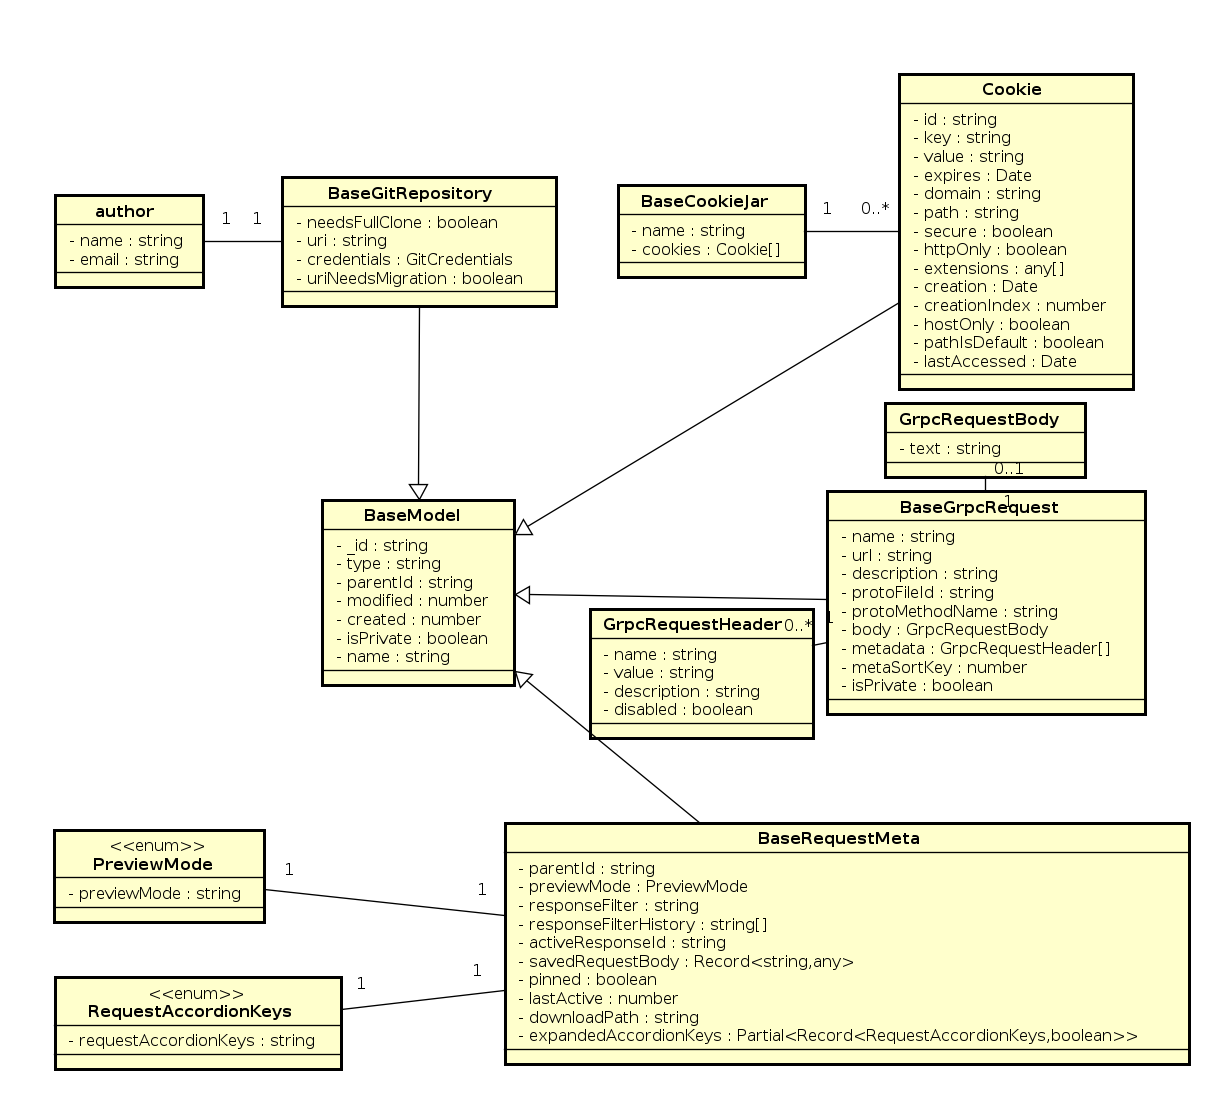 Cookie
- id : string
- key : string
- value : string
- expires : Date
- domain : string
- path : string
- secure : boolean
- httpOnly : boolean
- extensions : any[]
- creation : Date
- creationIndex : number
- hostOnly : boolean
- pathIsDefault : boolean
- lastAccessed : Date
BaseGitRepository
- needsFullClone : boolean
- uri : string
- credentials : GitCredentials
- uriNeedsMigration : boolean
BaseCookieJar
- name : string
- cookies : Cookie[]
author
- name : string
- email : string
1 1
1 0..*
GrpcRequestBody
- text : string
0..1
1
BaseGrpcRequest
- name : string
- url : string
- description : string
- protoFileId : string
- protoMethodName : string
- body : GrpcRequestBody
- metadata : GrpcRequestHeader[]
- metaSortKey : number
- isPrivate : boolean
BaseModel
- _id : string
- type : string
- parentId : string
- modified : number
- created : number
- isPrivate : boolean
- name : string
GrpcRequestHeader
- name : string
- value : string
- description : string
- disabled : boolean
0..* 1
<<enum>>
PreviewMode
- previewMode : string
1 1
BaseRequestMeta
- parentId : string
- previewMode : PreviewMode
- responseFilter : string
- responseFilterHistory : string[]
- activeResponseId : string
- savedRequestBody : Record<string,any>
- pinned : boolean
- lastActive : number
- downloadPath : string
- expandedAccordionKeys : Partial<Record<RequestAccordionKeys,boolean>>
<<enum>>
RequestAccordionKeys
- requestAccordionKeys : string
1 1